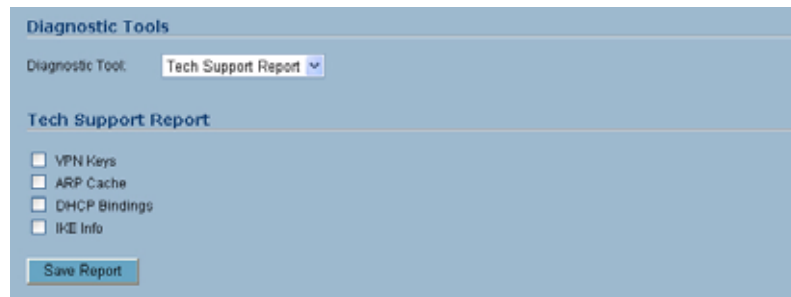 Diagnostic Tools
Diagnostic Tool: Tech Support Report
Tech Support Report
VPN Keys
ARP Cache
DHCP Bindings
IKE Info
Save Report